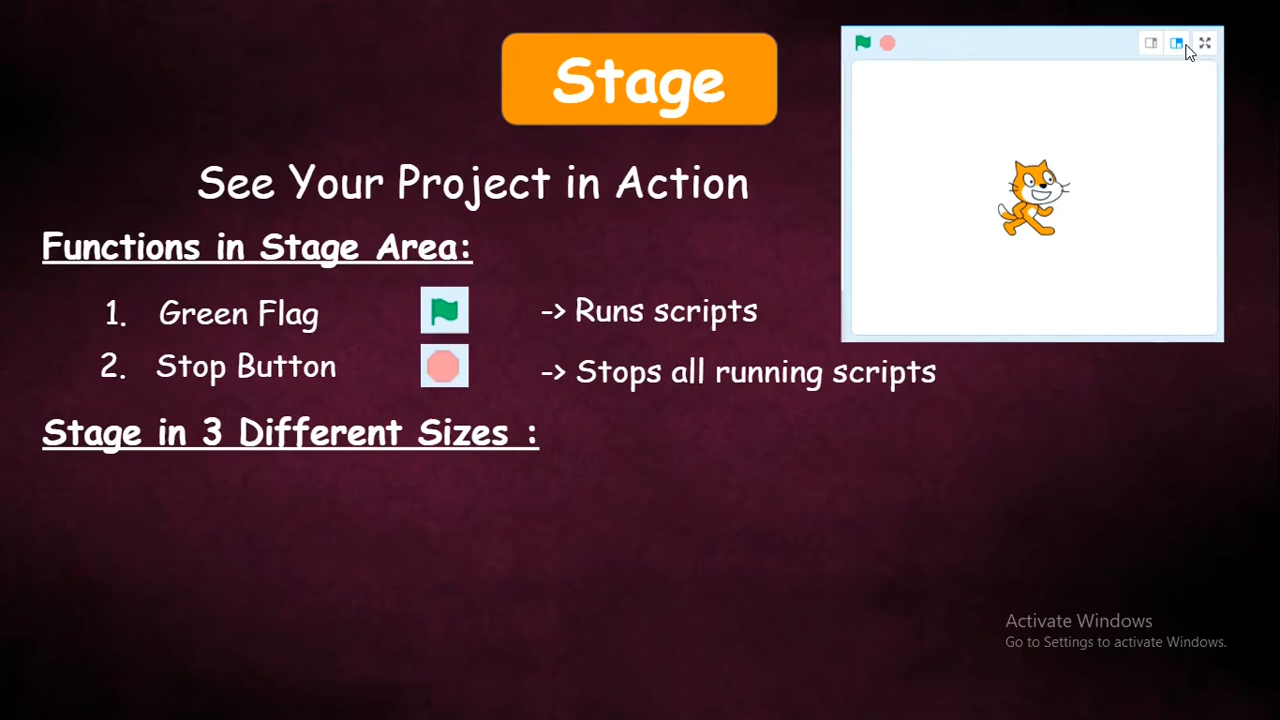 Stage
See Your Project in Action
Functions in Stage Area:
1. Green Flag -> Runs scripts
2. Stop Button -> Stops all running scripts
Stage in 3 Different Sizes :
Activate Windows
Go to Settings to activate Windows.